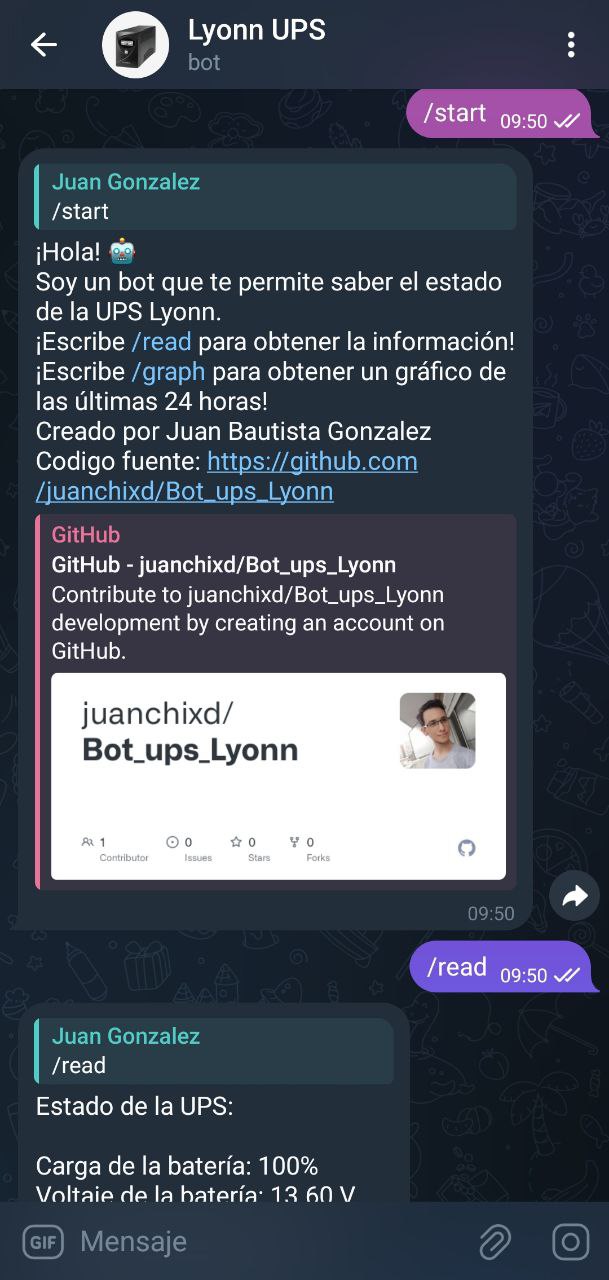 Lyonn UPS
bot
/start 09:50
Juan Gonzalez
/start
¡Hola! 🤖
Soy un bot que te permite saber el estado
de la UPS Lyonn.
¡Escribe /read para obtener la información!
¡Escribe /graph para obtener un gráfico de
las últimas 24 horas!
Creado por Juan Bautista Gonzalez
Codigo fuente: https://github.com
/juanchixd/Bot_ups_Lyonn
GitHub
GitHub - juanchixd/Bot_ups_Lyonn
Contribute to juanchixd/Bot_ups_Lyonn
development by creating an account on
GitHub.
juanchixd/
Bot_ups_Lyonn
1 0 0 0
Contributor Issues Stars Forks
09:50
/read 09:50
Juan Gonzalez
/read
Estado de la UPS:
Carga de la batería: 100%
Voltaje de la batería: 13.60 V
GIF Mensaje